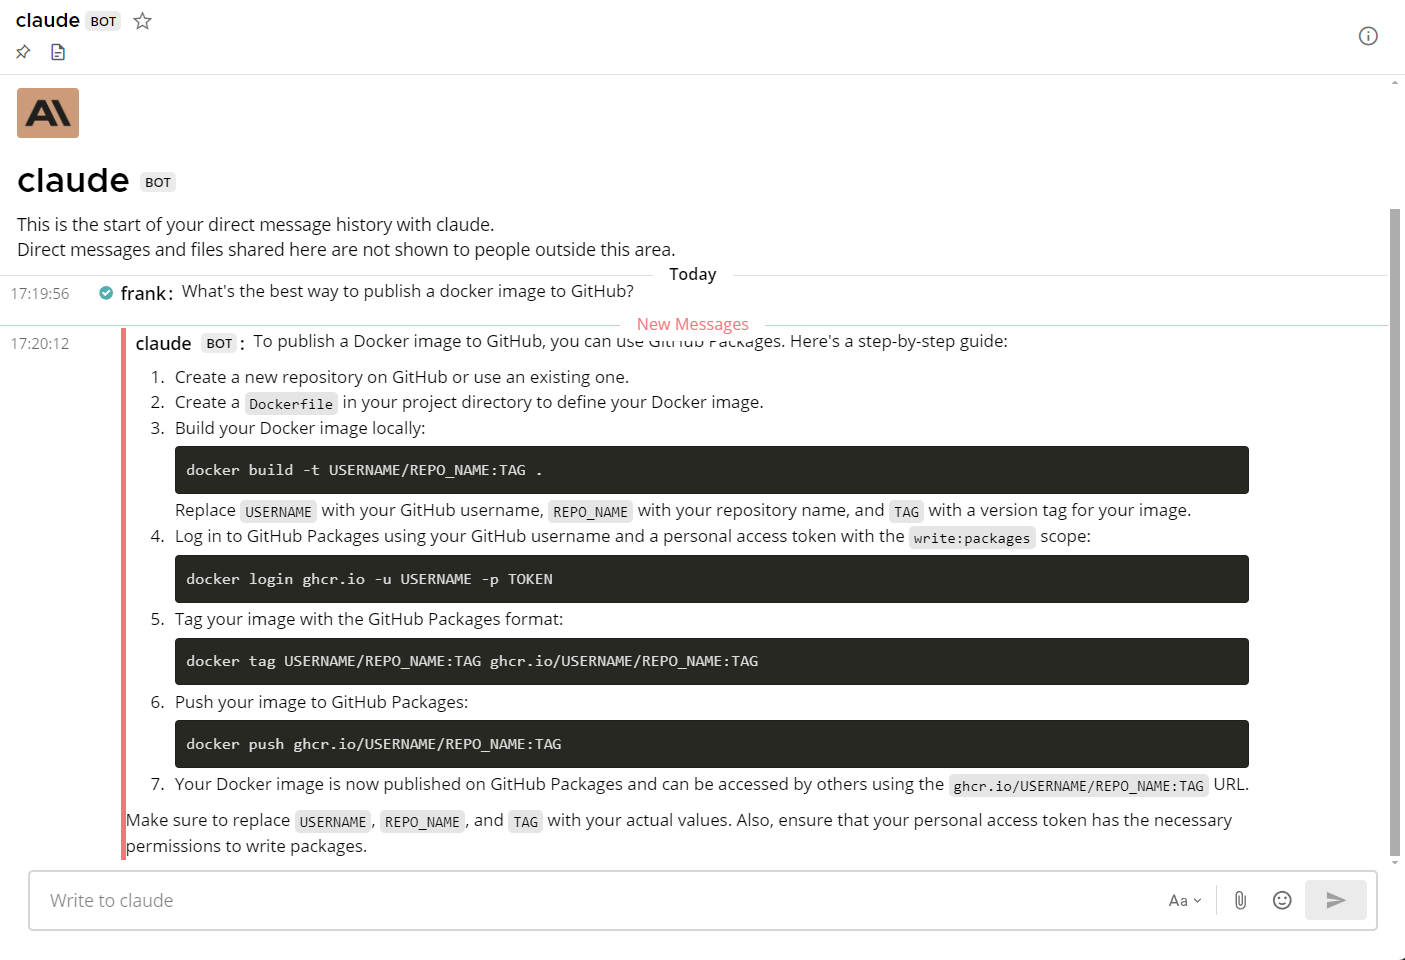 claude BOT
claude BOT
This is the start of your direct message history with claude.
Direct messages and files shared here are not shown to people outside this area.
Today
17:19:56 frank: What's the best way to publish a docker image to GitHub?
New Messages
17:20:12 claude BOT : To publish a Docker image to GitHub, you can use GitHub Packages. Here's a step-by-step guide:
1. Create a new repository on GitHub or use an existing one.
2. Create a Dockerfile in your project directory to define your Docker image.
3. Build your Docker image locally:
docker build -t USERNAME/REPO_NAME:TAG .
Replace USERNAME with your GitHub username, REPO_NAME with your repository name, and TAG with a version tag for your image.
4. Log in to GitHub Packages using your GitHub username and a personal access token with the write:packages scope:
docker login ghcr.io -u USERNAME -p TOKEN
5. Tag your image with the GitHub Packages format:
docker tag USERNAME/REPO_NAME:TAG ghcr.io/USERNAME/REPO_NAME:TAG
6. Push your image to GitHub Packages:
docker push ghcr.io/USERNAME/REPO_NAME:TAG
7. Your Docker image is now published on GitHub Packages and can be accessed by others using the ghcr.io/USERNAME/REPO_NAME:TAG URL.
Make sure to replace USERNAME, REPO_NAME, and TAG with your actual values. Also, ensure that your personal access token has the necessary
permissions to write packages.
Write to claude Aa